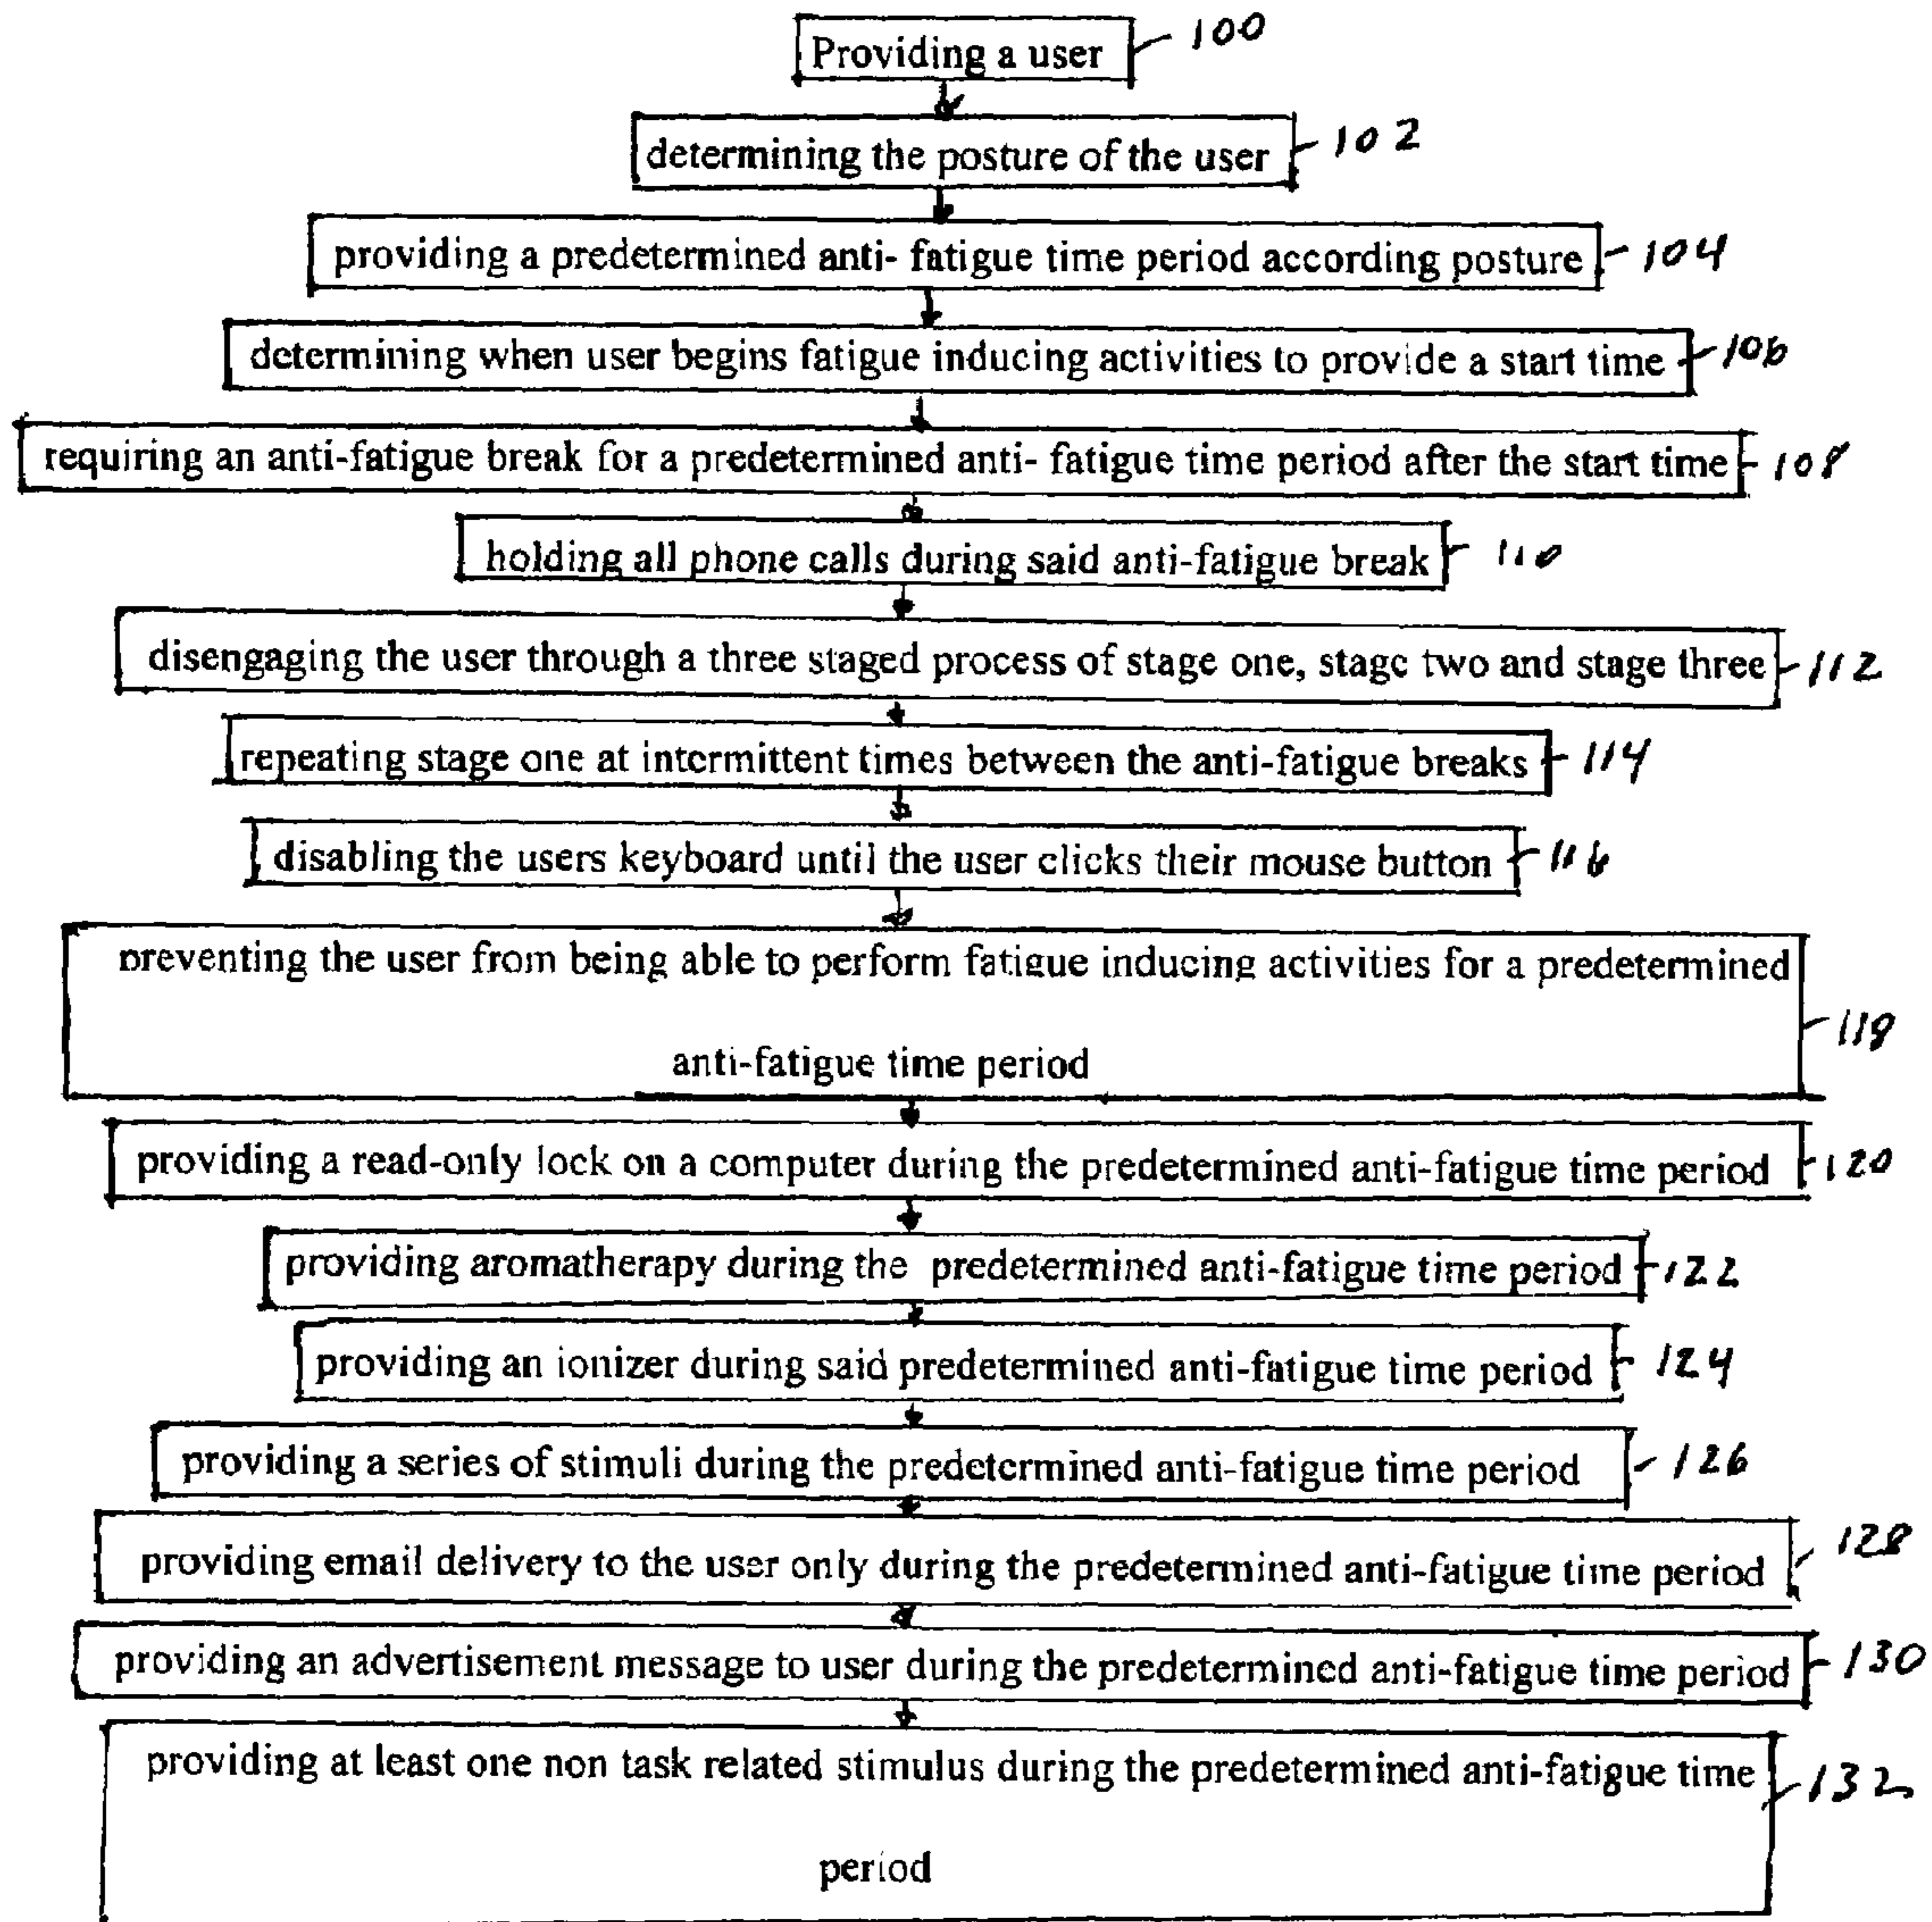 Providing a user 100
determining the posture of the user 102
providing a predetermined anti- fatigue time period according posture 104
determining when user begins fatigue inducing activities to provide a start time 106
requiring an anti-fatigue break for a predetermined anti- fatigue time period after the start time 108
holding all phone calls during said anti-fatigue break 110
disengaging the user through a three staged process of stage one, stage two and stage three 112
repeating stage one at intermittent times between the anti-fatigue breaks 114
disabling the users keyboard until the user clicks their mouse button 116
preventing the user from being able to perform fatigue inducing activities for a predetermined
118
anti-fatigue time period
providing a read-only lock on a computer during the predetermined anti-fatigue time period 120
providing aromatherapy during the predetermined anti-fatigue time period 122
providing an ionizer during said predetermined anti-fatigue time period 124
providing a series of stimuli during the predetermined anti-fatigue time period 126
providing email delivery to the user only during the predetermined anti-fatigue time period 128
providing an advertisement message to user during the predetermined anti-fatigue time period 130
providing at least one non task related stimulus during the predetermined anti-fatigue time 132
period